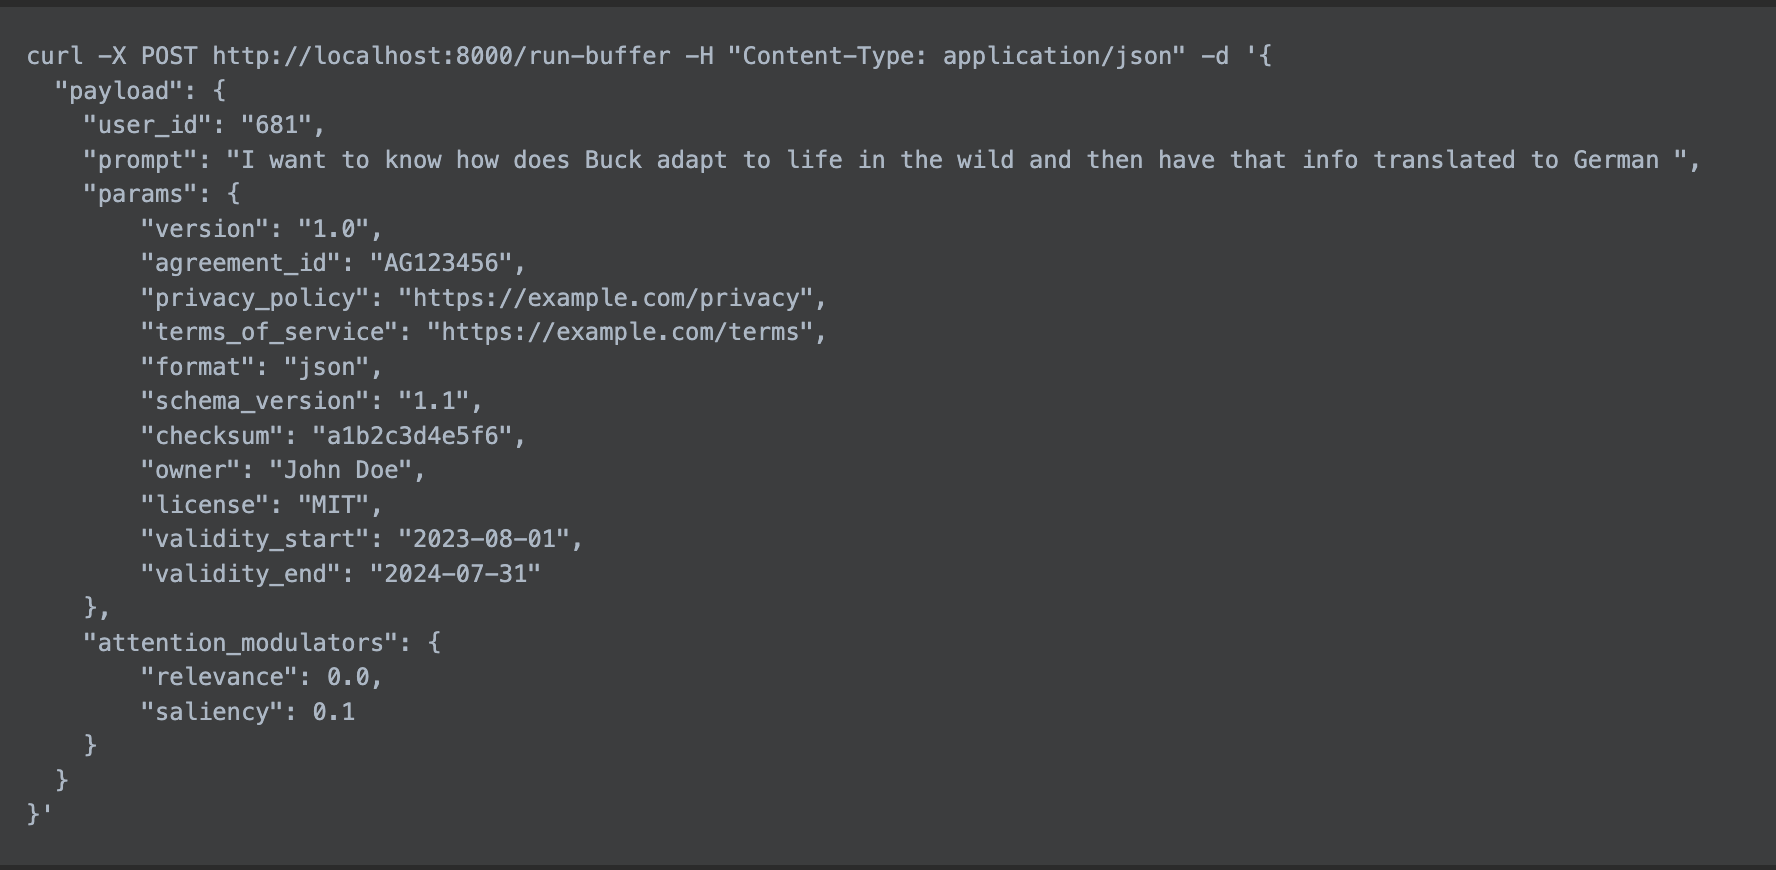 curl -X POST http://localhost:8000/run-buffer -H "Content-Type: application/json" -d '{
  "payload": {
    "user_id": "681",
    "prompt": "I want to know how does Buck adapt to life in the wild and then have that info translated to German ",
    "params": {
        "version": "1.0",
        "agreement_id": "AG123456",
        "privacy_policy": "https://example.com/privacy",
        "terms_of_service": "https://example.com/terms",
        "format": "json",
        "schema_version": "1.1",
        "checksum": "a1b2c3d4e5f6",
        "owner": "John Doe",
        "license": "MIT",
        "validity_start": "2023-08-01",
        "validity_end": "2024-07-31"
    },
    "attention_modulators": {
        "relevance": 0.0,
        "saliency": 0.1
    }
  }
}'